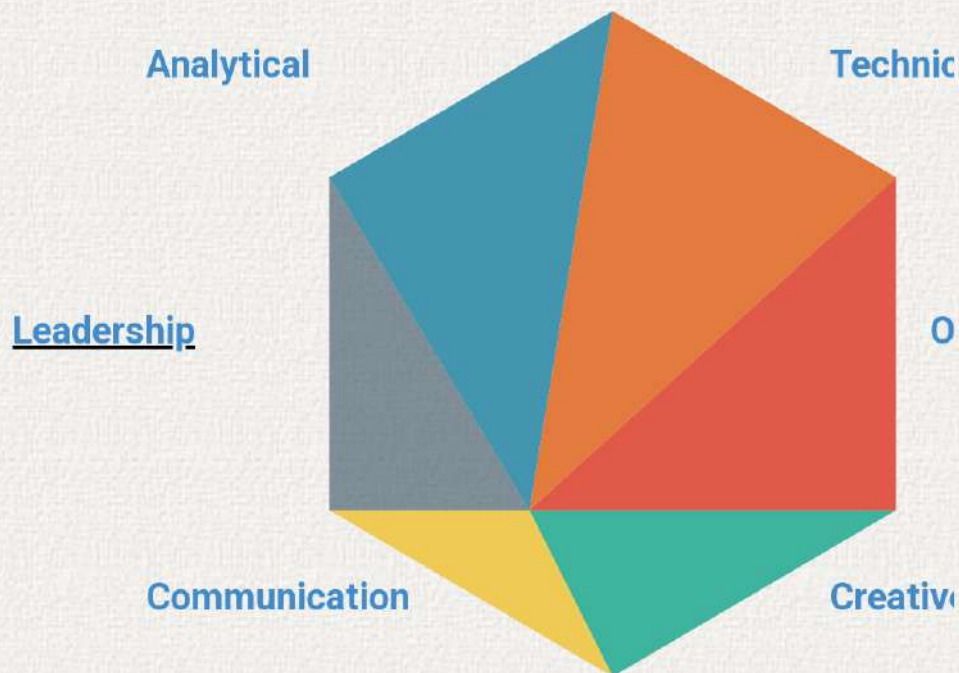 Analytical
Technic
Leadership
O
Communication
Creativ